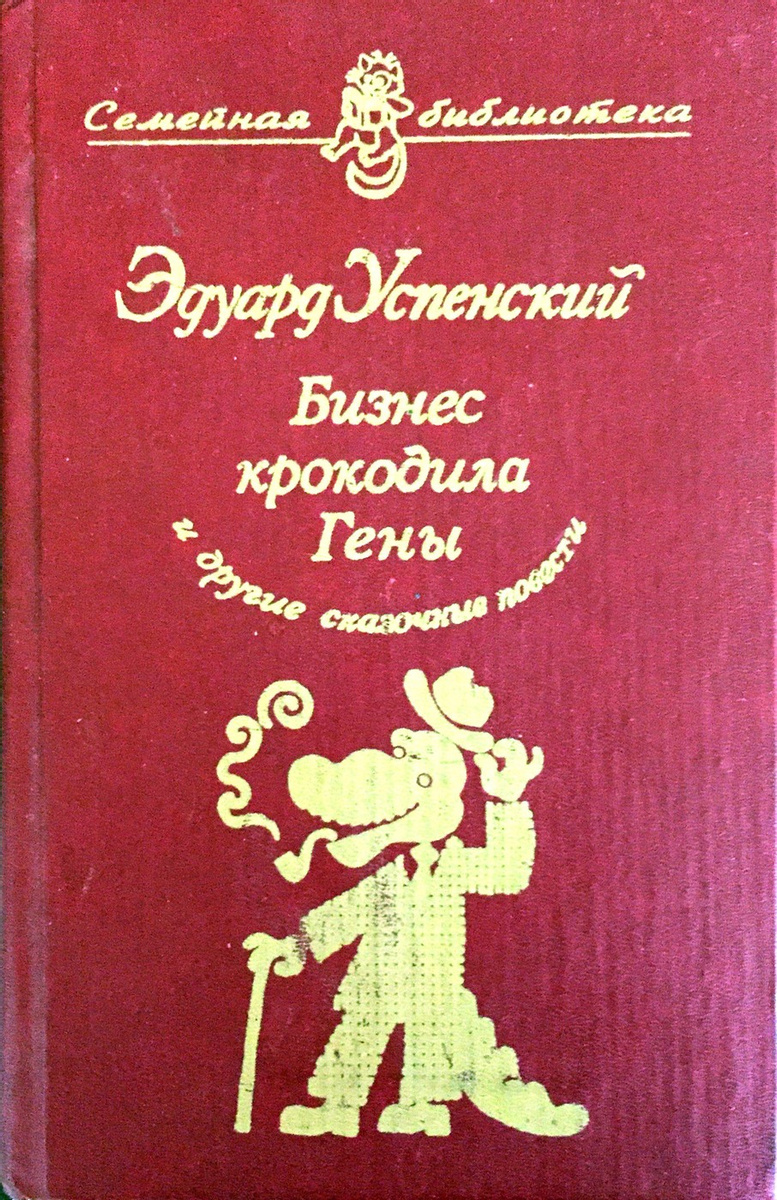 Семейная библиотека
Эдуард Успенский
Бизнес
крокодила
Гены
и другие сказочные повести